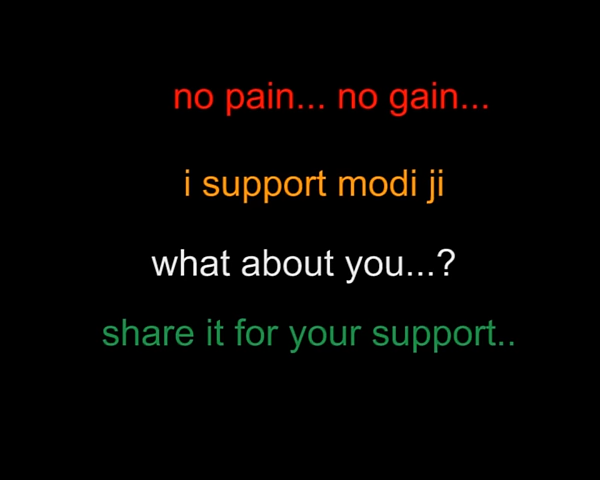 no pain... no gain...
i support modi ji
what about you...?
share it for your support..